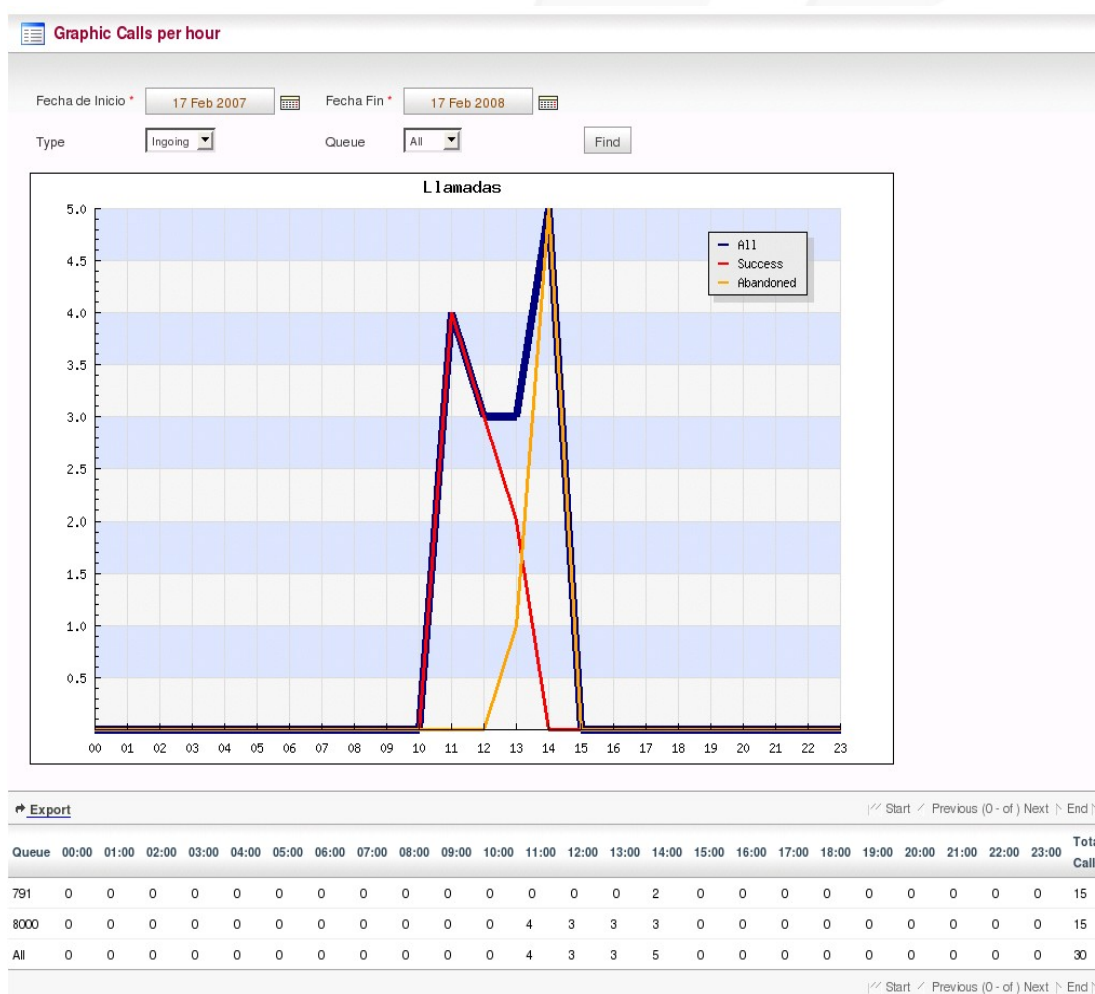 Graphic Calls per hour
Fecha de Inicio * 17 Feb 2007 Fecha Fin * 17 Feb 2008
Type Ingoing Queue All Find
Llamadas
5.0
4.5
4.0
3.5
3.0
2.5
2.0
1.5
1.0
0.5
All
Success
Abandoned
00 01 02 03 04 05 06 07 08 09 10 11 12 13 14 15 16 17 18 19 20 21 22 23
Export Start Previous (0 - of ) Next End
Queue 00:00 01:00 02:00 03:00 04:00 05:00 06:00 07:00 08:00 09:00 10:00 11:00 12:00 13:00 14:00 15:00 16:00 17:00 18:00 19:00 20:00 21:00 22:00 23:00 Tota
Call
791 0 0 0 0 0 0 0 0 0 0 0 0 0 0 2 0 0 0 0 0 0 0 0 0 15
8000 0 0 0 0 0 0 0 0 0 0 0 4 3 3 3 0 0 0 0 0 0 0 0 0 15
All 0 0 0 0 0 0 0 0 0 0 0 4 3 3 5 0 0 0 0 0 0 0 0 0 30
Start Previous (0 - of ) Next End